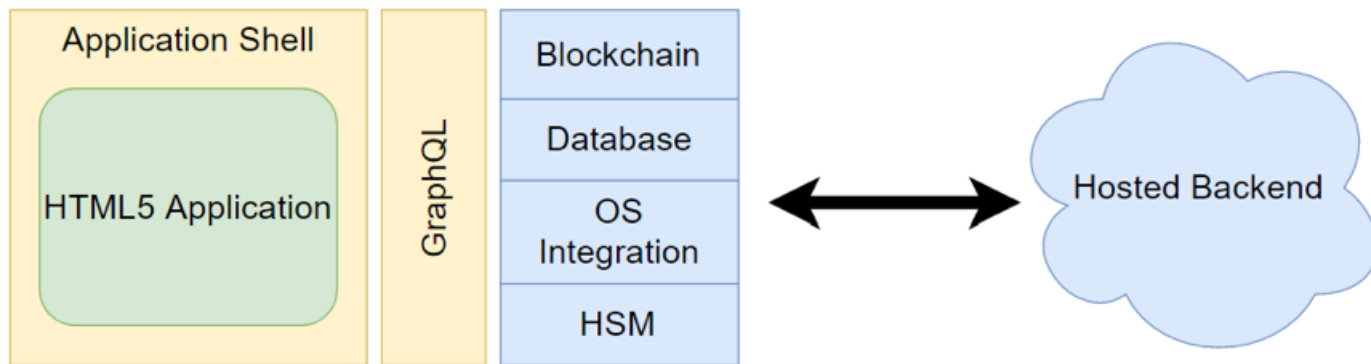 Application Shell
HTML5 Application
GraphQL
Blockchain
Database
OS
Integration
HSM
Hosted Backend